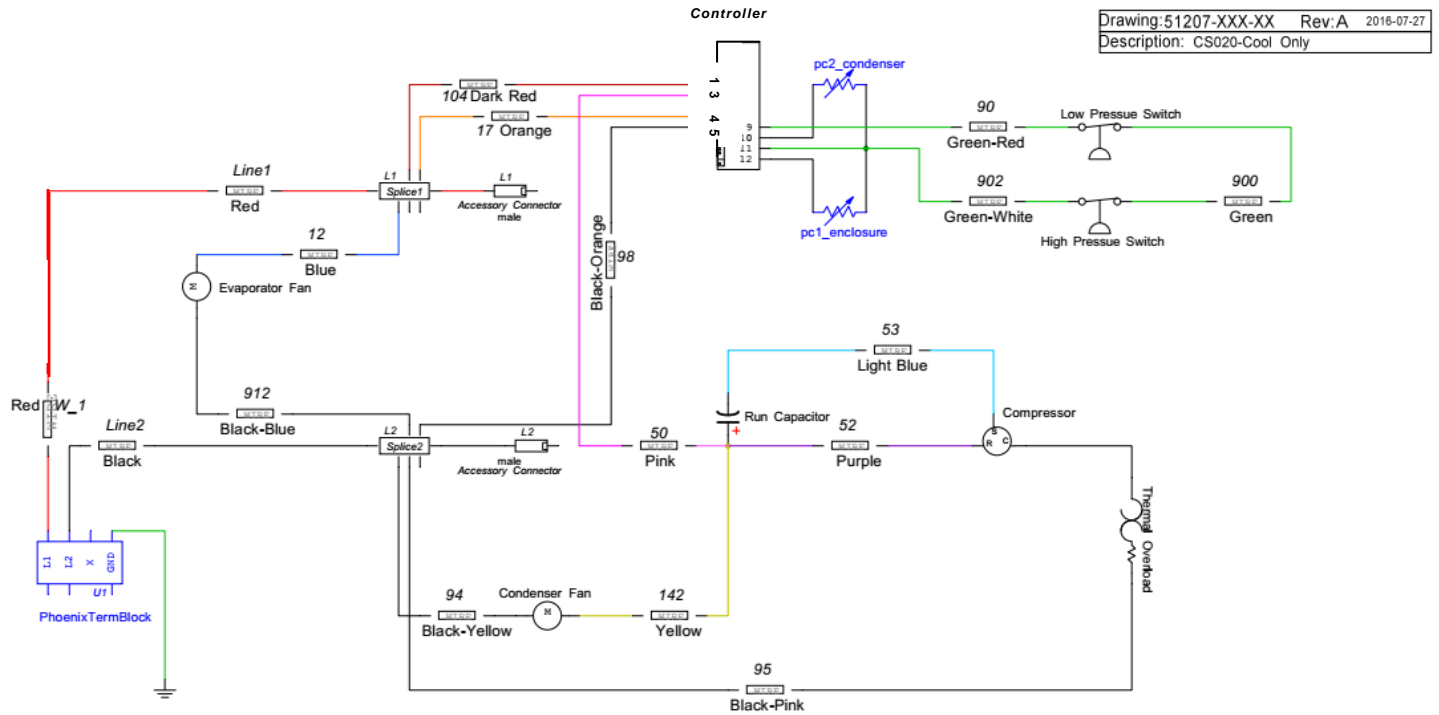 Controller
Drawing:51207-XXX-XX Rev:A 2016-07-27
Description: CS020-Cool Only
pc2_condenser
1
3
4
5
9
10
11
12
104 Dark Red
17 Orange
90
Low Pressue Switch
Green-Red
Line1
Red
L1
Splice1
L1
Accessory Connector
male
902
Green-White
900
Green
High Pressue Switch
pc1_enclosure
12
Blue
Black-Orange
98
M
Evaporator Fan
53
Light Blue
Red W_1
912
Black-Blue
Run Capacitor
+
Compressor
S
R
C
Line2
Black
L2
Splice2
L2
male
Accessory Connector
50
Pink
52
Purple
Thermal Overload
L1
L2
X
GND
U1
PhoenixTermBlock
94
Black-Yellow
Condenser Fan
M
142
Yellow
95
Black-Pink